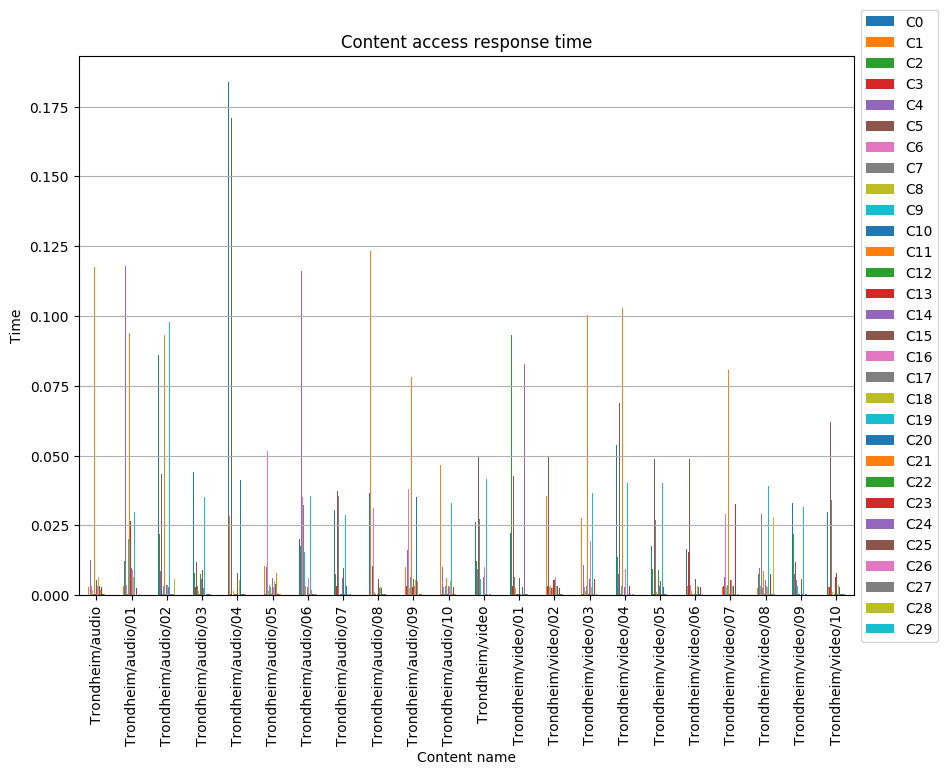 Content access response time
Time
0.175
0.150
0.125
0.100
0.075
0.050
0.025
0.000
Trondheim/audio
Trondheim/audio/01
Trondheim/audio/02
Trondheim/audio/03
Trondheim/audio/04
Trondheim/audio/05
Trondheim/audio/06
Trondheim/audio/07
Trondheim/audio/08
Trondheim/audio/09
Trondheim/audio/10
Trondheim/video
Trondheim/video/01
Trondheim/video/02
Trondheim/video/03
Trondheim/video/04
Trondheim/video/05
Trondheim/video/06
Trondheim/video/07
Trondheim/video/08
Trondheim/video/09
Trondheim/video/10
Content name
C0
C1
C2
C3
C4
C5
C6
C7
C8
C9
C10
C11
C12
C13
C14
C15
C16
C17
C18
C19
C20
C21
C22
C23
C24
C25
C26
C27
C28
C29